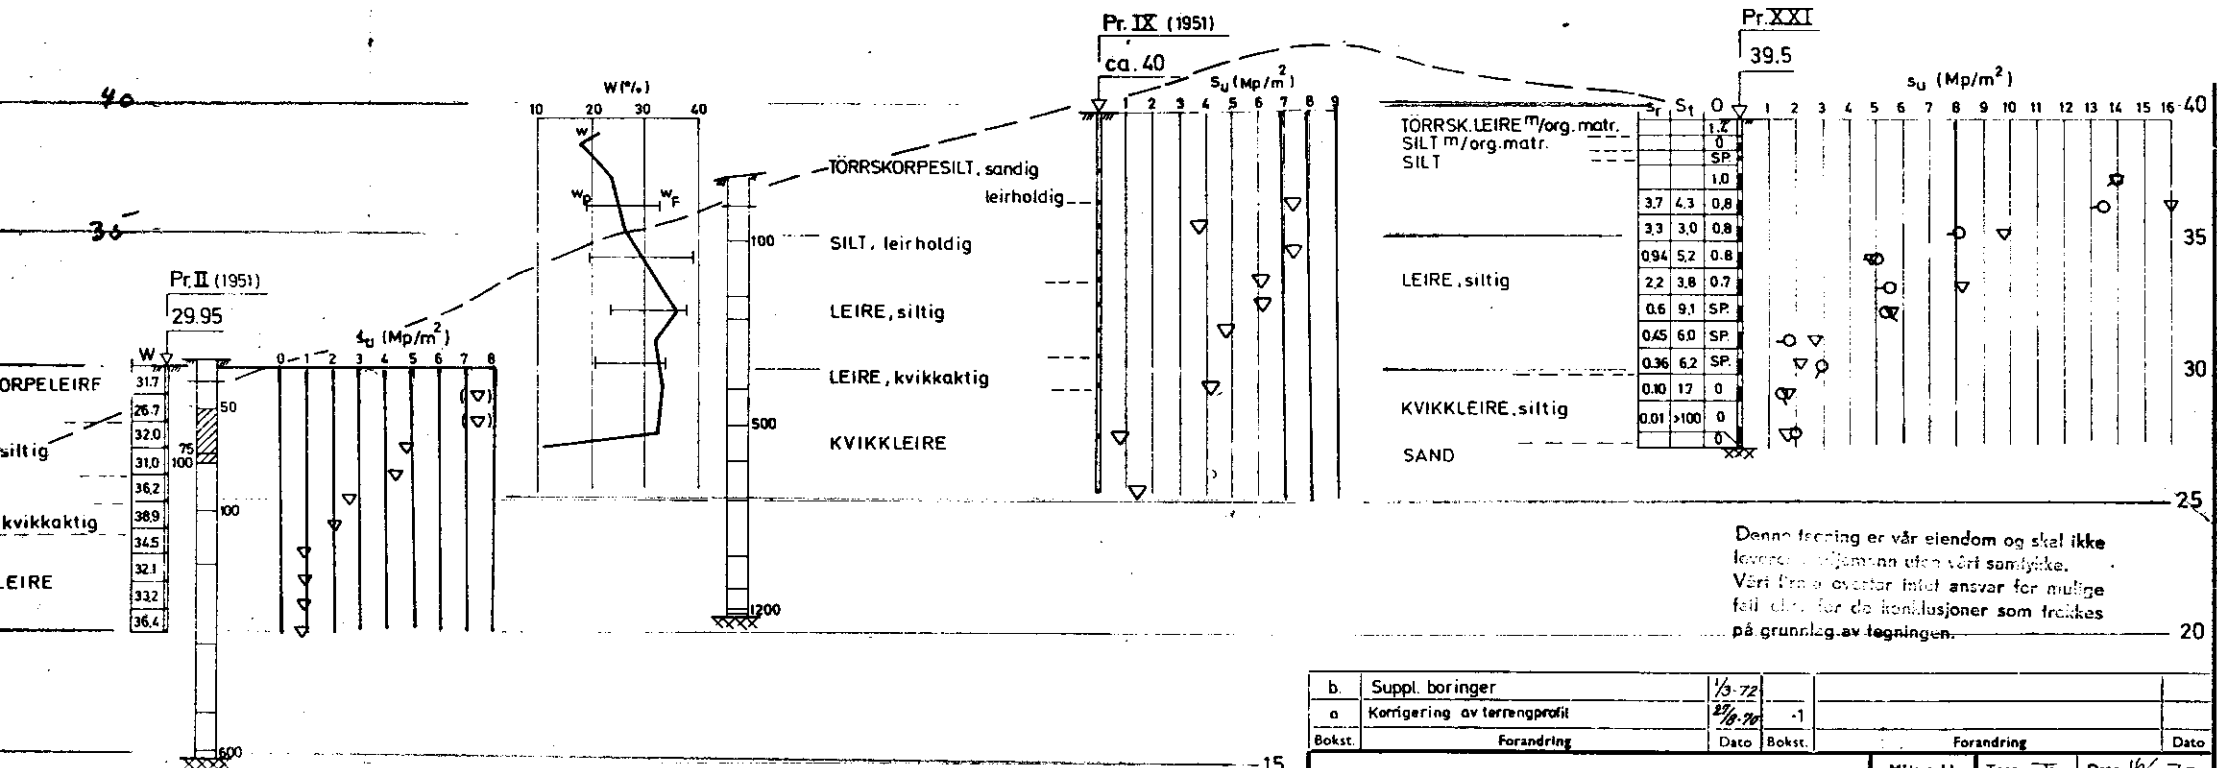 40
30
Pr. II (1951)
29.95
W
31.7
26.7
32.0
31.0
36.2
38.9
34.5
32.1
33.2
36.4
ORPELEIRE
siltig
kvikkaktig
LEIRE
50
75
100
100
600
su (Mp/m2)
0 1 2 3 4 5 6 7 8
( )
( )
W (%)
10 20 30 40
w
wp wF
100
500
1200
TÖRRSKORPESILT, sandig
leirholdig
SILT, leirholdig
LEIRE, siltig
LEIRE, kvikkaktig
KVIKKLEIRE
Pr. IX (1951)
ca. 40
su (Mp/m2)
1 2 3 4 5 6 7 8 9
Pr. XXI
39.5
su (Mp/m2)
sr St O 1 2 3 4 5 6 7 8 9 10 11 12 13 14 15 16 40
TÖRRSK. LEIRE m/org. matr.
SILT m/org. matr. 0
SILT SP.
1,0
3.7 4.3 0,8
3.3 3,0 0,8
0,94 5,2 0.8
LEIRE, siltig 2,2 3,8 0.7
0.6 9,1 SP.
0,45 6,0 SP.
0.36 6,2 SP.
0.10 17 0
KVIKKLEIRE, siltig 0.01 >100 0
0
SAND
35
30
25
20
15
Denne tegning er vår eiendom og skal ikke
uten vårt samtykke.
Vårt firma overtar intet ansvar for mulige
feil for de konklusjoner som trekkes
på grunnlag av tegningen.
b. Suppl. boringer 1/3-72
a Korrigering av terrengprofil 27/8-70 -1
Bokst. Forandring Dato Bokst. Forandring Dato